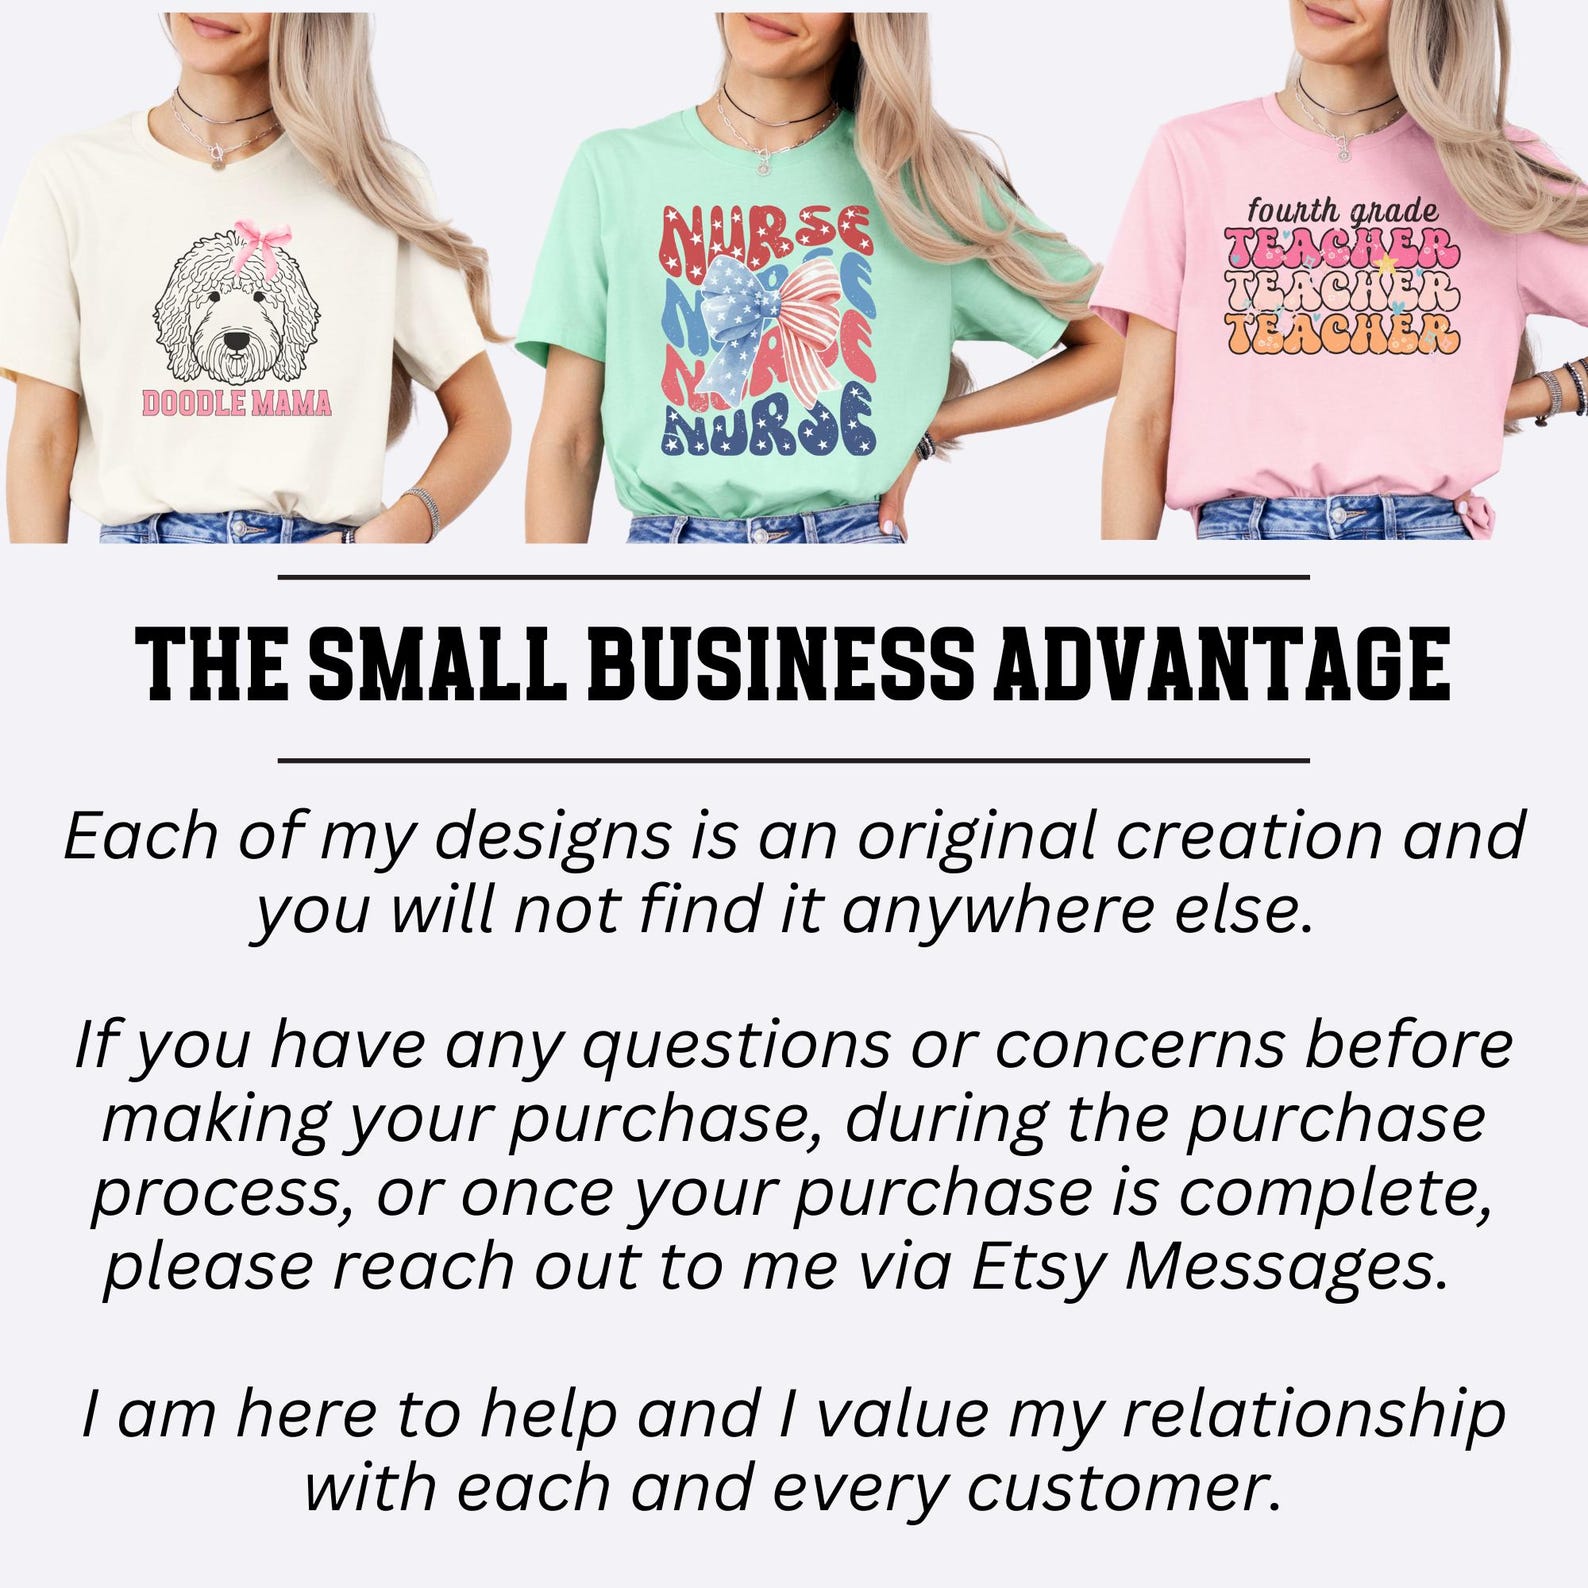 DOODLE MAMA
NURSE
NURSE
NURSE
NURSE
fourth grade
TEACHER
TEACHER
TEACHER
THE SMALL BUSINESS ADVANTAGE
Each of my designs is an original creation and
you will not find it anywhere else.
If you have any questions or concerns before
making your purchase, during the purchase
process, or once your purchase is complete,
please reach out to me via Etsy Messages.
I am here to help and I value my relationship
with each and every customer.